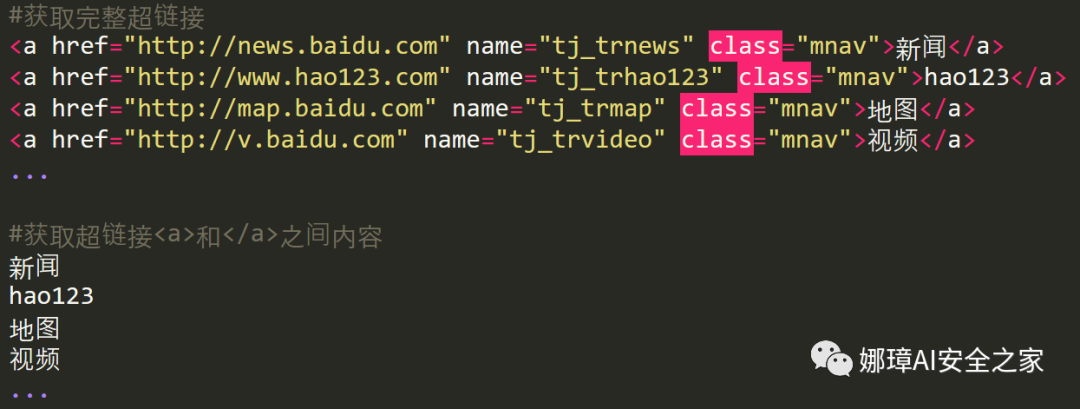 #获取完整超链接
<a href="http://news.baidu.com" name="tj_trnews" class="mnav">新闻</a>
<a href="http://www.hao123.com" name="tj_trhao123" class="mnav">hao123</a>
<a href="http://map.baidu.com" name="tj_trmap" class="mnav">地图</a>
<a href="http://v.baidu.com" name="tj_trvideo" class="mnav">视频</a>
...
#获取超链接<a>和</a>之间内容
新闻
hao123
地图
视频
...
娜璋AI安全之家